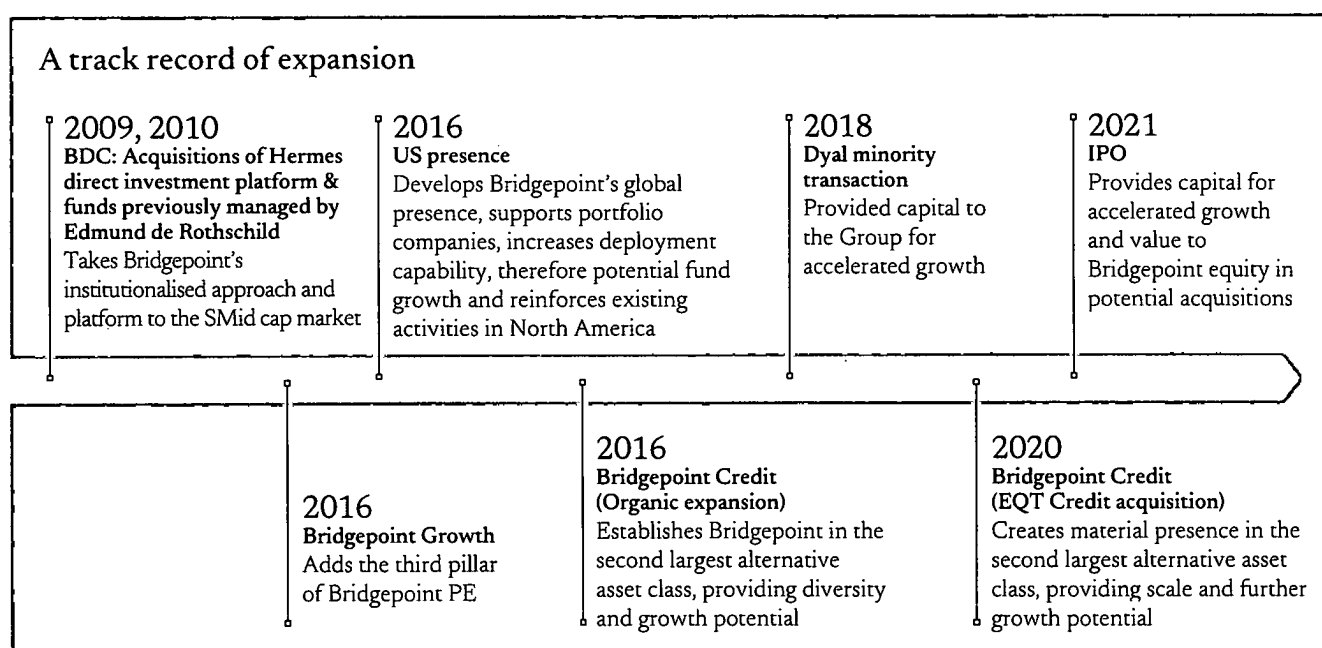 A track record of expansion
2009, 2010
BDC: Acquisitions of Hermes
direct investment platform &
funds previously managed by
Edmund de Rothschild
Takes Bridgepoint's
institutionalised approach and
platform to the SMid cap market
2016
US presence
Develops Bridgepoint's global
presence, supports portfolio
companies, increases deployment
capability, therefore potential fund
growth and reinforces existing
activities in North America
2018
Dyal minority
transaction
Provided capital to
the Group for
accelerated growth
2021
IPO
Provides capital for
accelerated growth
and value to
Bridgepoint equity in
potential acquisitions
2016
Bridgepoint Growth
Adds the third pillar
of Bridgepoint PE
2016
Bridgepoint Credit
(Organic expansion)
Establishes Bridgepoint in the
second largest alternative
asset class, providing diversity
and growth potential
2020
Bridgepoint Credit
(EQT Credit acquisition)
Creates material presence in the
second largest alternative asset
class, providing scale and further
growth potential